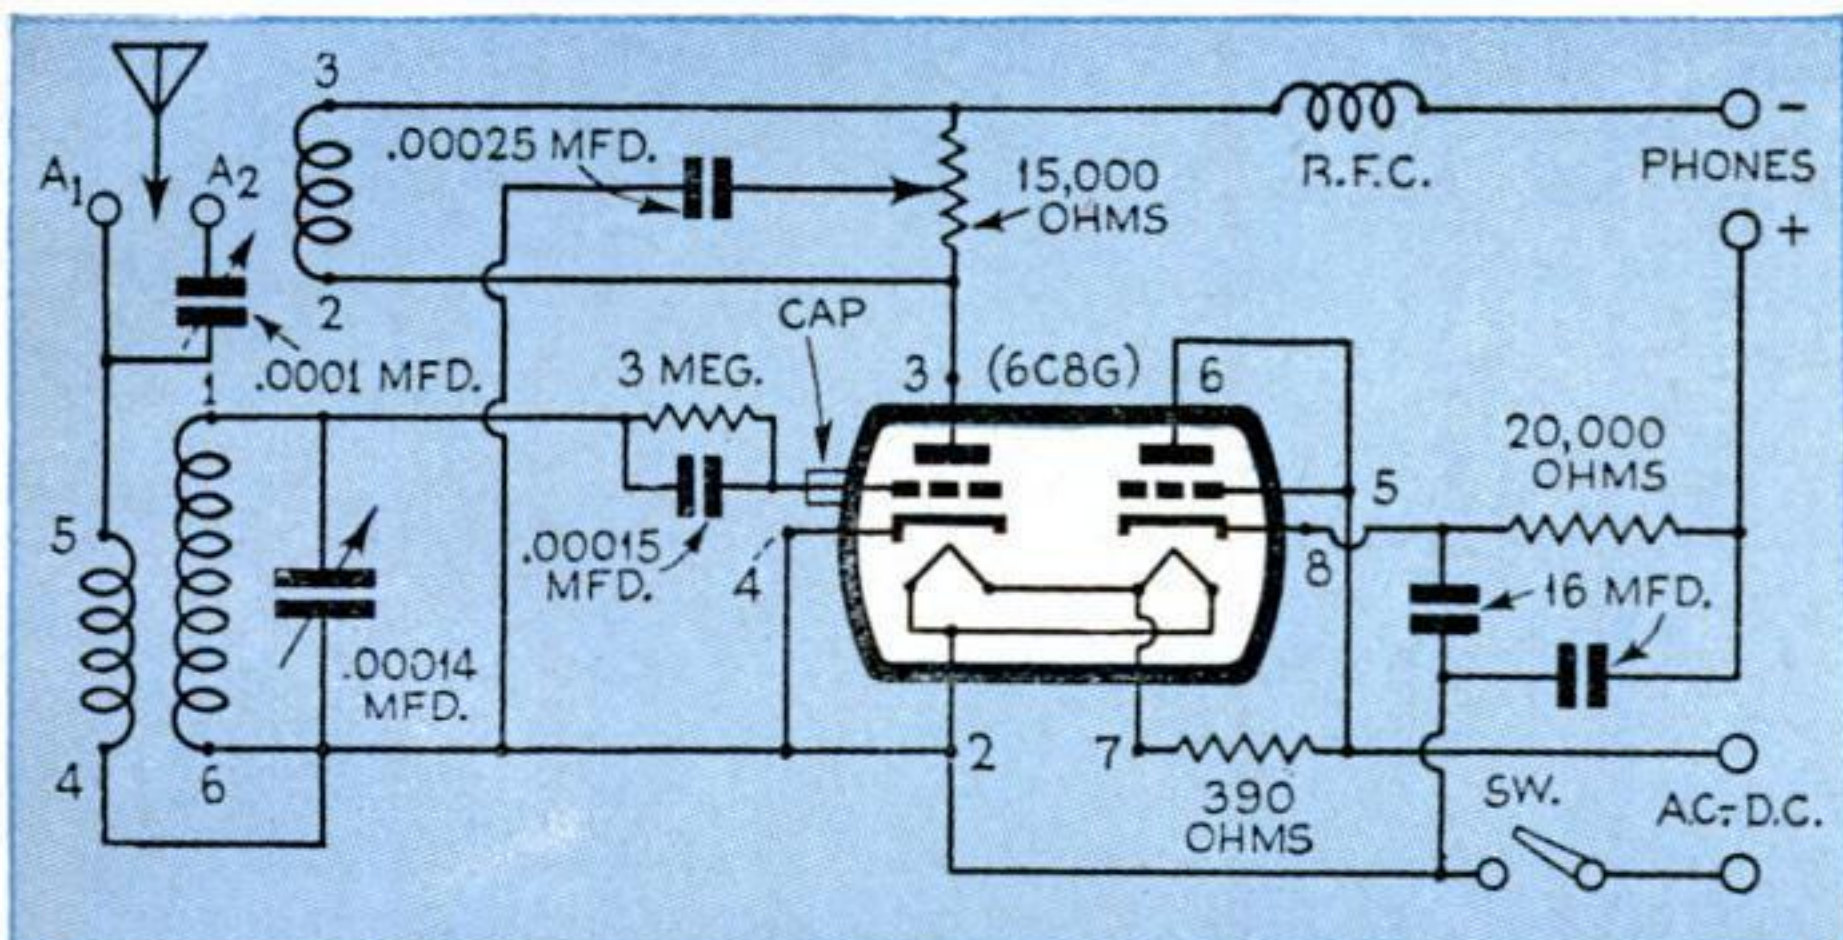 3
A1
A2
.00025 MFD.
15,000
OHMS
R.F.C.
-
PHONES
+
2
.0001 MFD.
CAP
1
3 MEG.
3
(6C8G)
6
20,000
OHMS
5
5
.00015
MFD.
4
8
16 MFD.
.00014
MFD.
4
6
2
7
390
OHMS
SW.
A.C.-D.C.